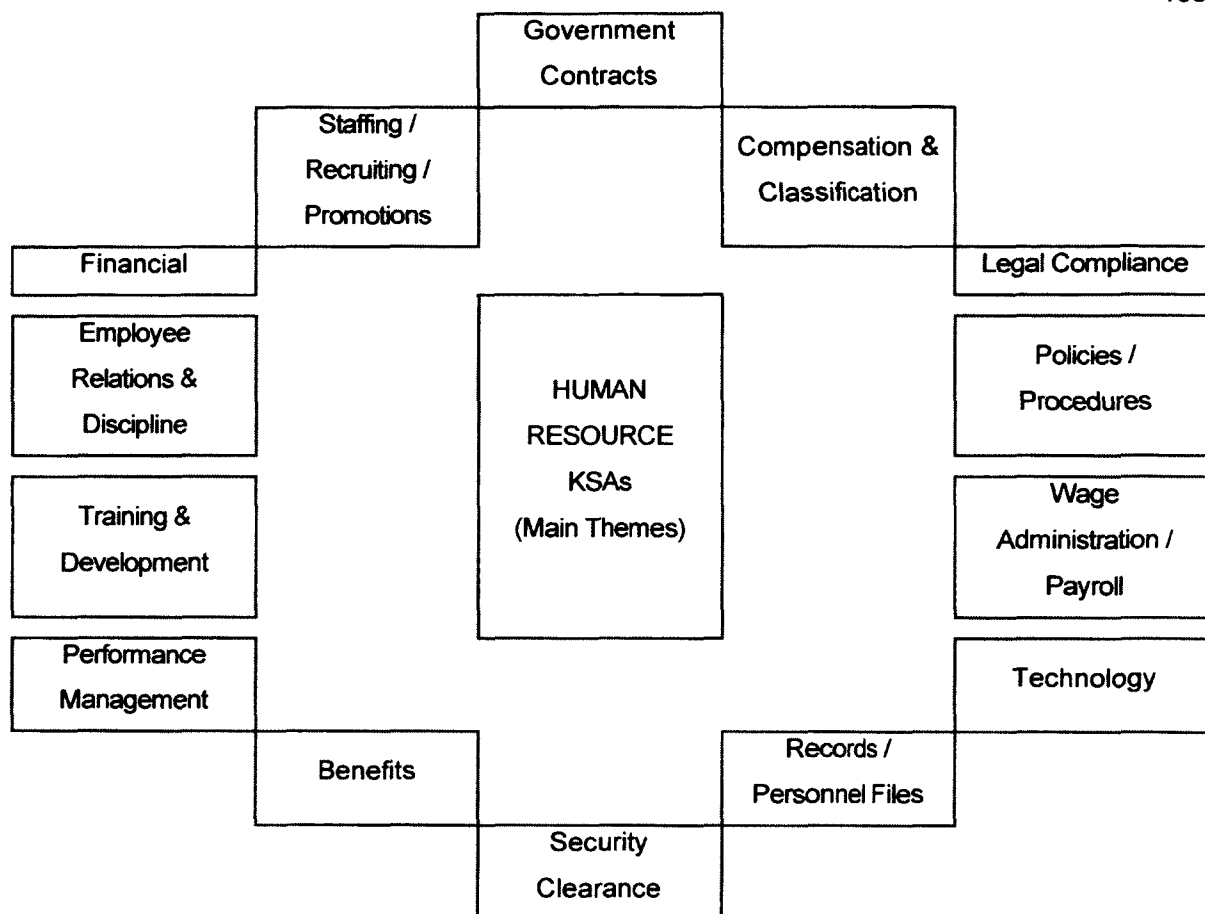 Government
Contracts
Staffing /
Recruiting /
Promotions
Compensation &
Classification
Financial
Legal Compliance
Employee
Relations &
Discipline
HUMAN
RESOURCE
KSAs
(Main Themes)
Policies /
Procedures
Training &
Development
Wage
Administration /
Payroll
Performance
Management
Technology
Benefits
Records /
Personnel Files
Security
Clearance